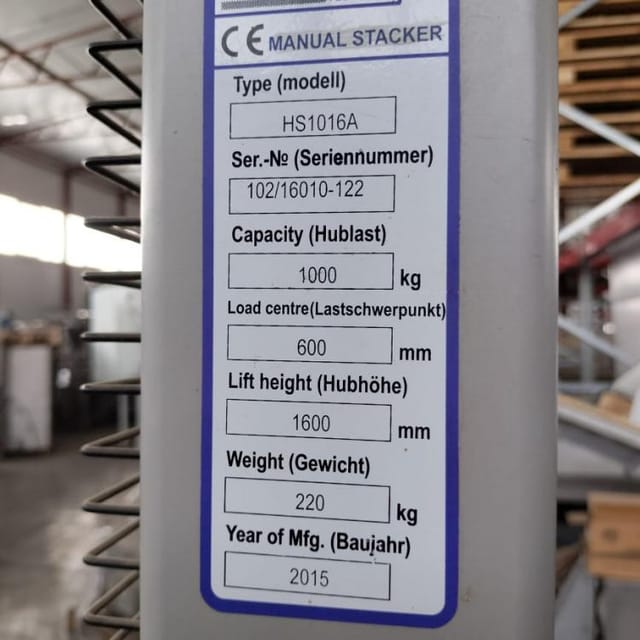 CE MANUAL STACKER
Type (modell)
HS1016A
Ser.-№ (Seriennummer)
102/16010-122
Capacity (Hublast)
1000 kg
Load centre(Lastschwerpunkt)
600 mm
Lift height (Hubhöhe)
1600 mm
Weight (Gewicht)
220 kg
Year of Mfg. (Baujahr)
2015